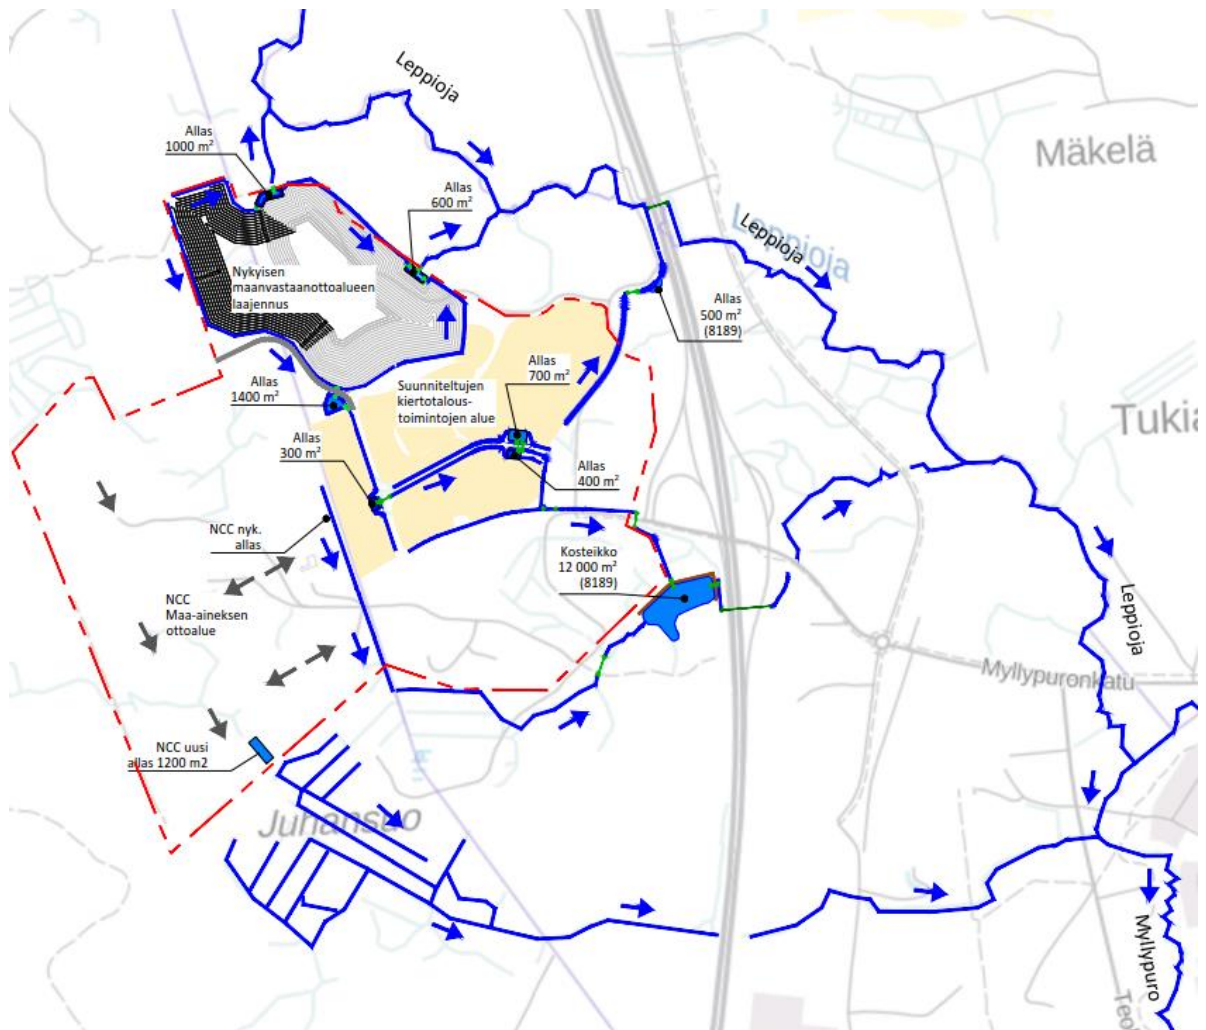 Leppioja
Allas
1000 m²
Mäkelä
Allas
600 m²
Leppioja
Leppioja
Nykyisen
maanvastaanottoalueen
laajennus
Allas
500 m²
(8189)
Allas
700 m²
Allas
1400 m²
Suunniteltujen
kiertotalous-
toimintojen alue
Tukia
Allas
300 m²
Allas
400 m²
NCC nyk.
allas
Kosteikko
12 000 m²
(8189)
NCC
Maa-aineksen
ottoalue
Leppioja
Myllypuronkatu
NCC uusi
allas 1200 m2
Juhansuo
Myllypuro
Teo